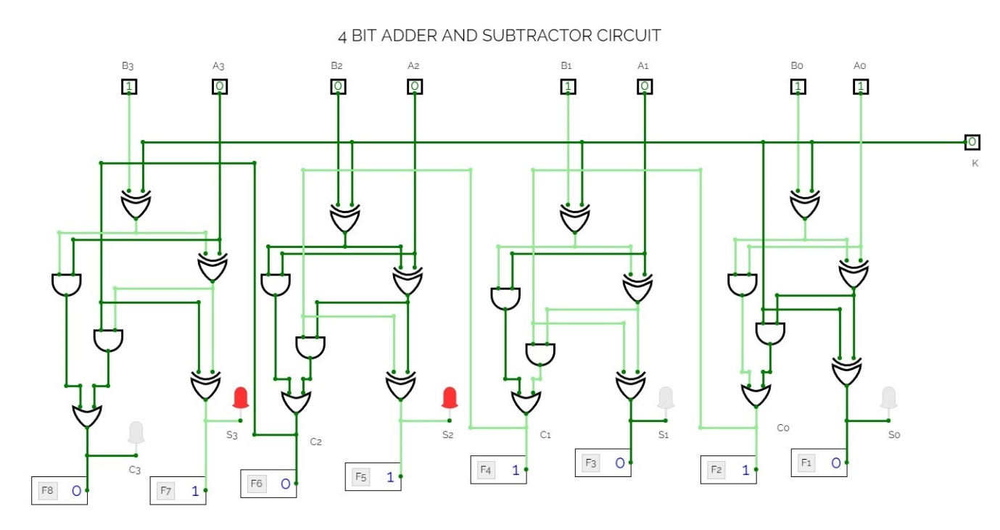 4 BIT ADDER AND SUBTRACTOR CIRCUIT
B3 A3 B2 A2 B1 A1 B0 A0
1 0 0 0 1 0 1 1
0
K
S3 C2 S2 C1 S1 C0 S0
C3
F8 0 F7 1 F6 0 F5 1 F4 1 F3 0 F2 1 F1 0